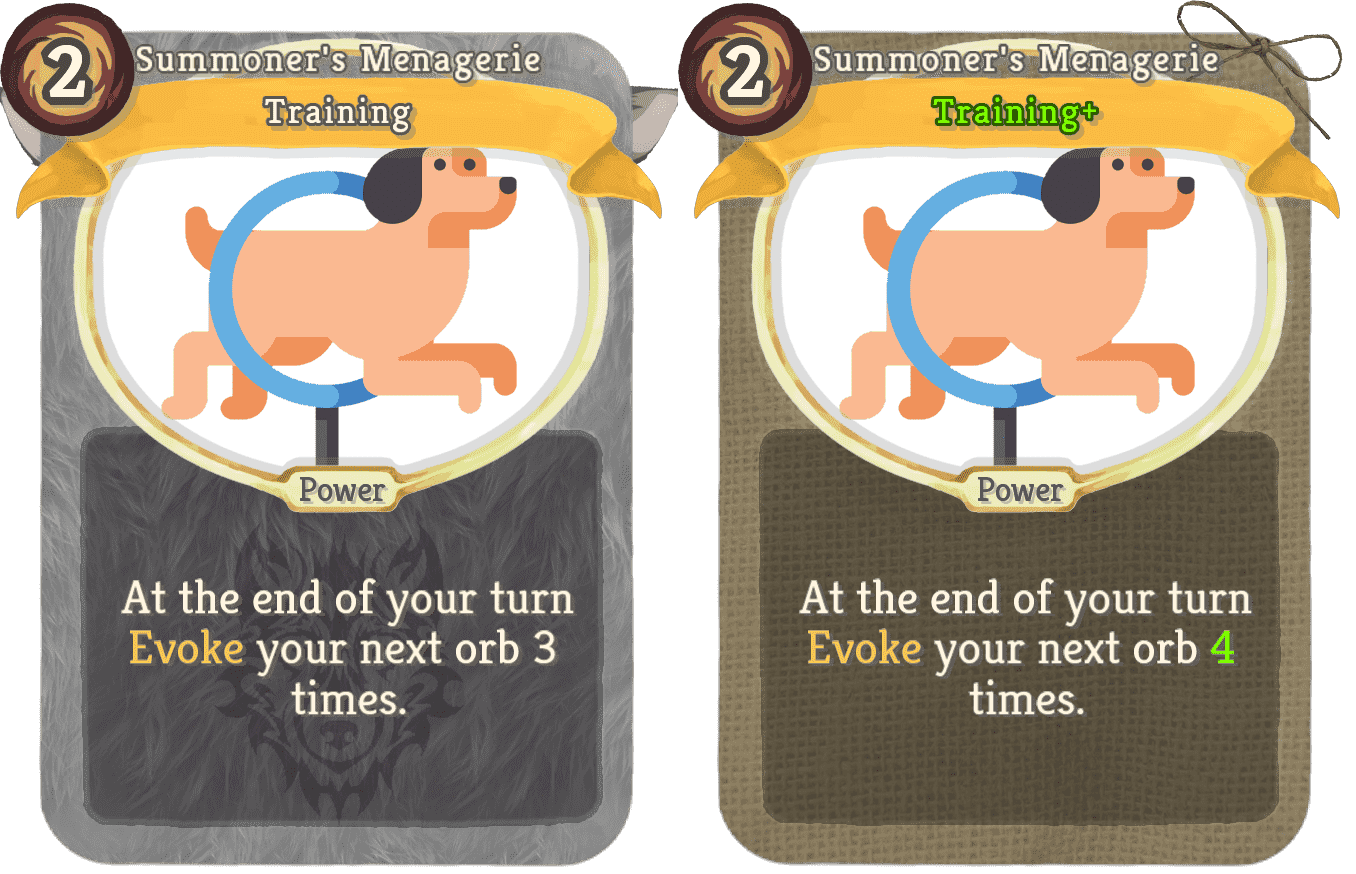 2
Summoner's Menagerie
Training
Power
At the end of your turn
Evoke your next orb 3
times.
2
Summoner's Menagerie
Training+
Power
At the end of your turn
Evoke your next orb 4
times.